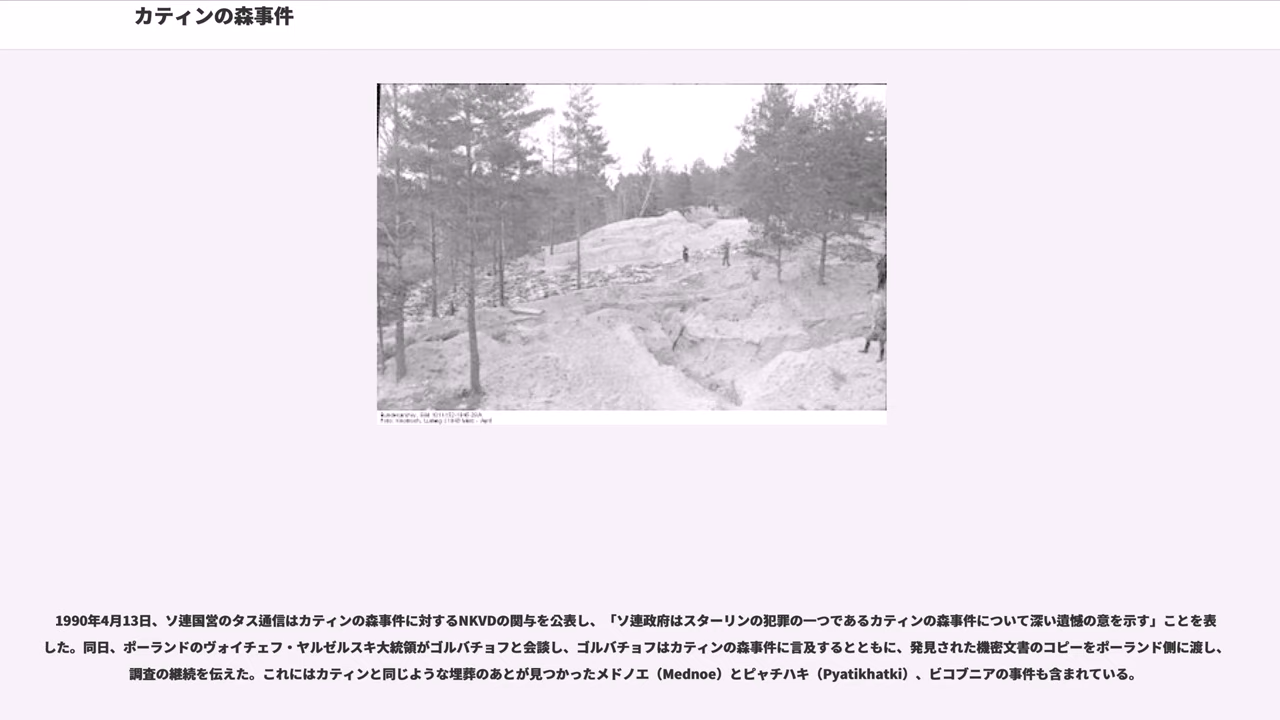 カティンの森事件
1990年4月13日、ソ連国営のタス通信はカティンの森事件に対するNKVDの関与を公表し、「ソ連政府はスターリンの犯罪の一つであるカティンの森事件について深い遺憾の意を示す」ことを表
した。同日、ポーランドのヴォイチェフ・ヤルゼルスキ大統領がゴルバチョフと会談し、ゴルバチョフはカティンの森事件に言及するとともに、発見された機密文書のコピーをポーランド側に渡し、
調査の継続を伝えた。これにはカティンと同じような埋葬のあとが見つかったメドノエ（Mednoe）とピャチハキ（Pyatikhatki）、ビコブニアの事件も含まれている。